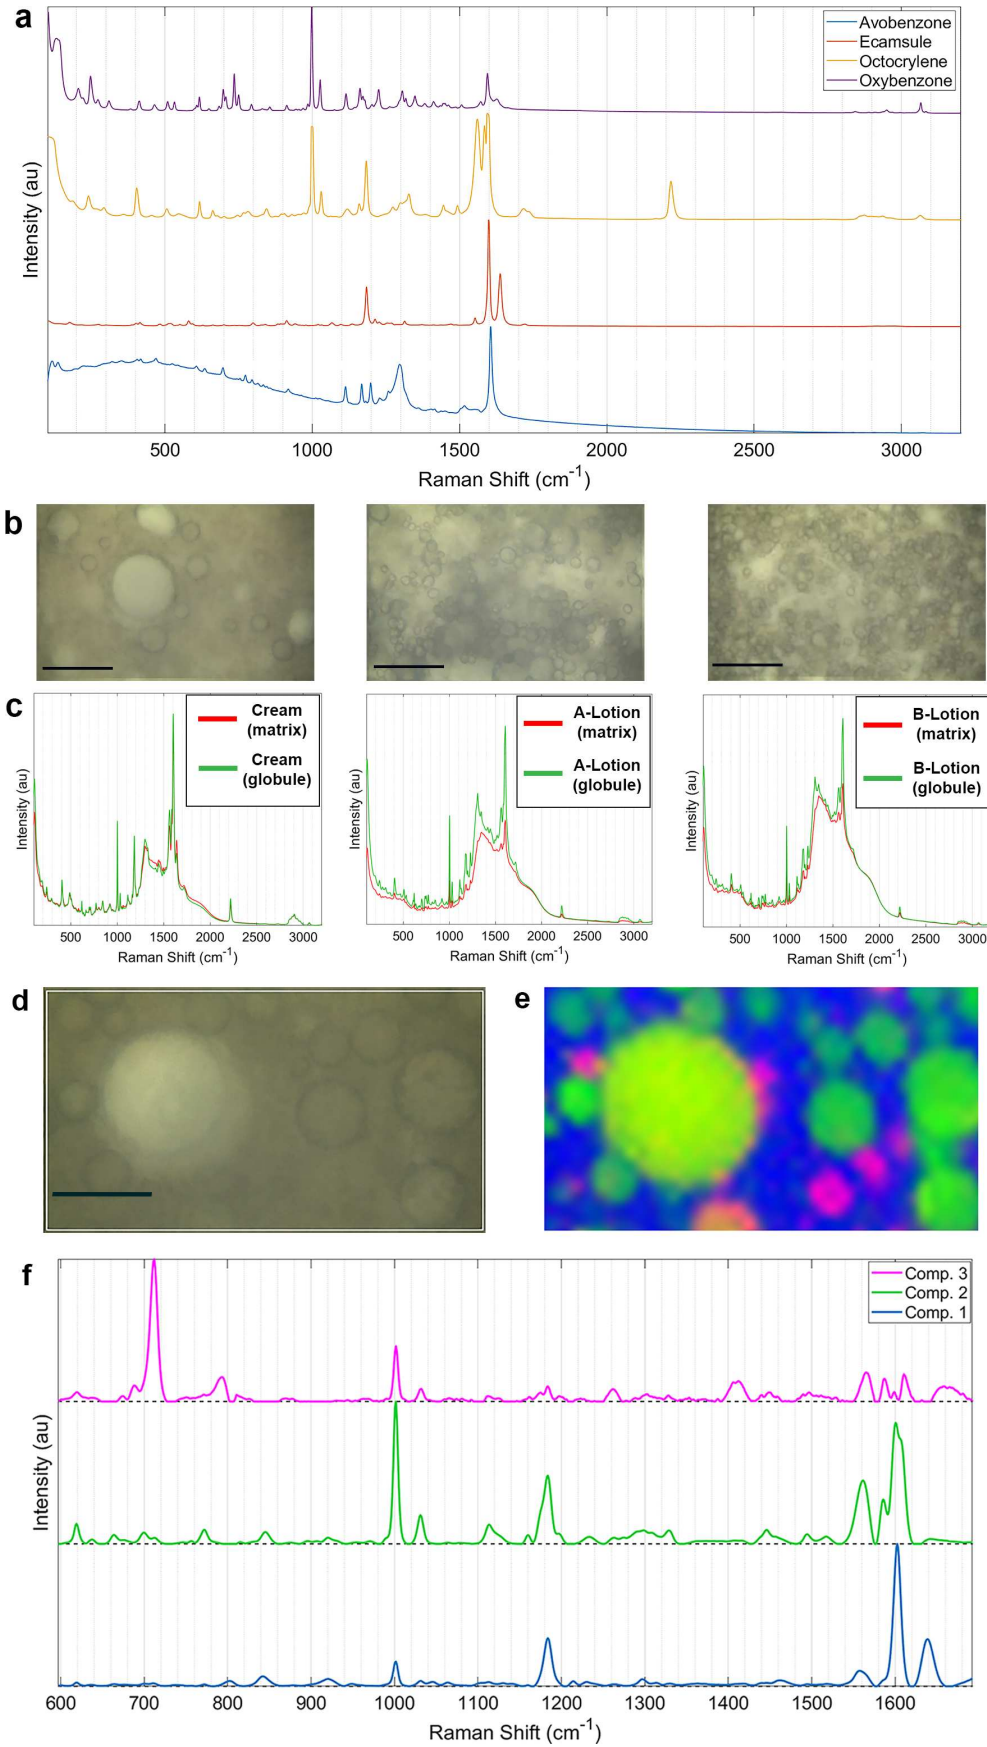 a
Avobenzone
Ecamsule
Octocrylene
Oxybenzone
Intensity (au)
500 1000 1500 2000 2500 3000
Raman Shift (cm-1)
b
c
Cream
(matrix)
Cream
(globule)
A-Lotion
(matrix)
A-Lotion
(globule)
B-Lotion
(matrix)
B-Lotion
(globule)
Intensity (au)
Intensity (au)
Intensity (au)
500 1000 1500 2000 2500 3000
500 1000 1500 2000 2500 3000
500 1000 1500 2000 2500 3000
Raman Shift (cm-1)
Raman Shift (cm-1)
Raman Shift (cm-1)
d
e
f
Comp. 3
Comp. 2
Comp. 1
Intensity (au)
600 700 800 900 1000 1100 1200 1300 1400 1500 1600
Raman Shift (cm-1)